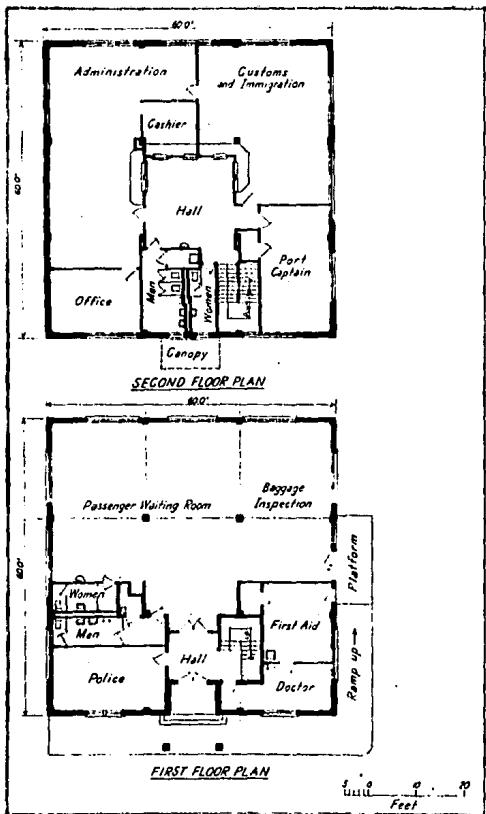 60.0'
60.0'
Administration
Customs
and Immigration
Cashier
Hall
Port
Captain
Office
Men
Women
Canopy
SECOND FLOOR PLAN
60.0'
60.0'
Passenger Waiting Room
Baggage
Inspection
Platform
Women
Men
First Aid
Hall
Police
Doctor
Ramp up
FIRST FLOOR PLAN
5 0 10 20
Feet